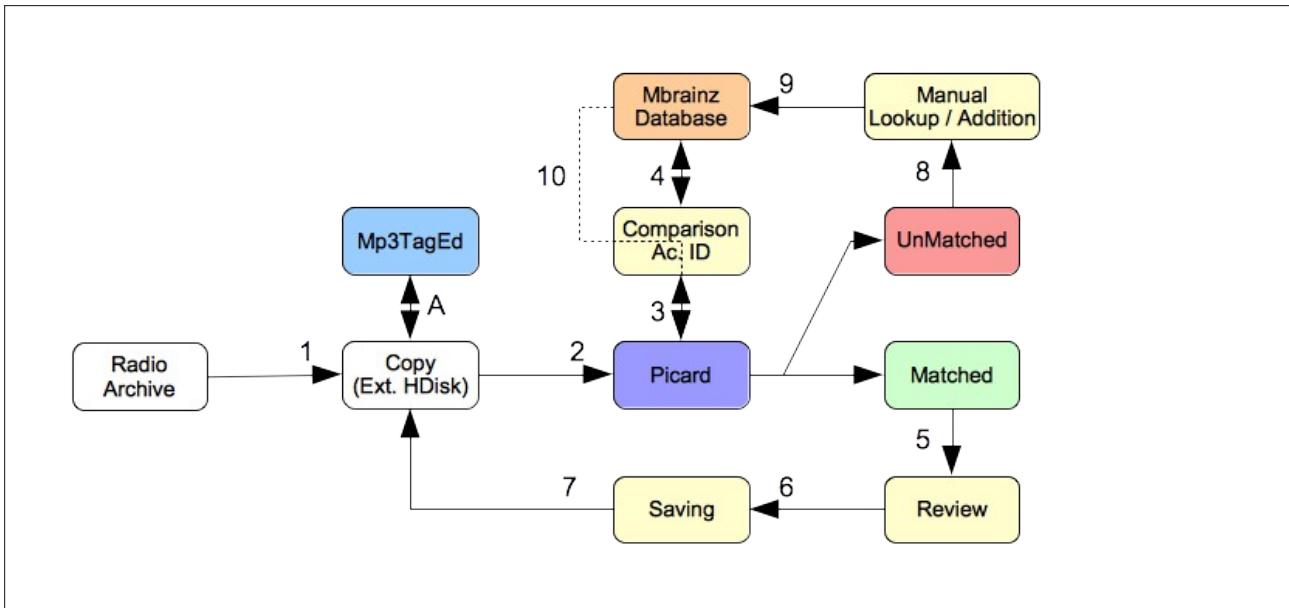 9
Mbrainz
Database
Manual
Lookup / Addition
10
4
8
Mp3TagEd
Comparison
Ac. ID
UnMatched
A
3
1
2
Radio
Archive
Copy
(Ext. HDisk)
Picard
Matched
5
7
6
Saving
Review